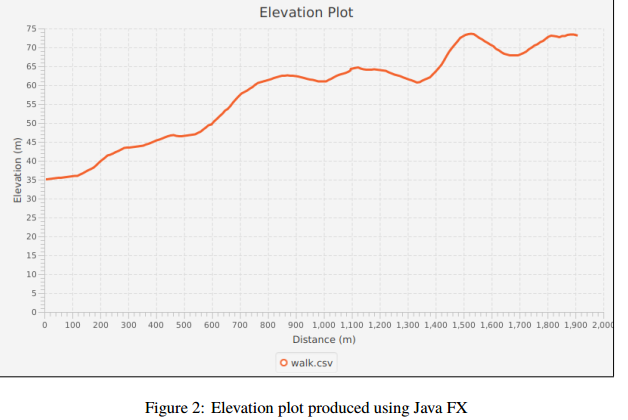 Elevation Plot
75
70
65
60
55
50
45
40
35
30
25
20
15
10
5
0
Elevation (m)
0 100 200 300 400 500 600 700 800 900 1,000 1,100 1,200 1,300 1,400 1,500 1,600 1,700 1,800 1,900 2,000
Distance (m)
walk.csv
Figure 2: Elevation plot produced using Java FX